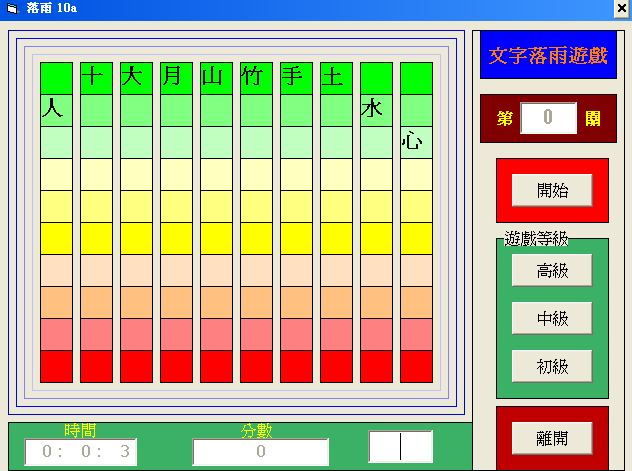 落雨 10a
十 大 月 山 竹 手 土
人 水
心
文字落雨遊戲
第 0 關
開始
遊戲等級
高級
中級
初級
離開
時間 分數
0: 0: 3 0